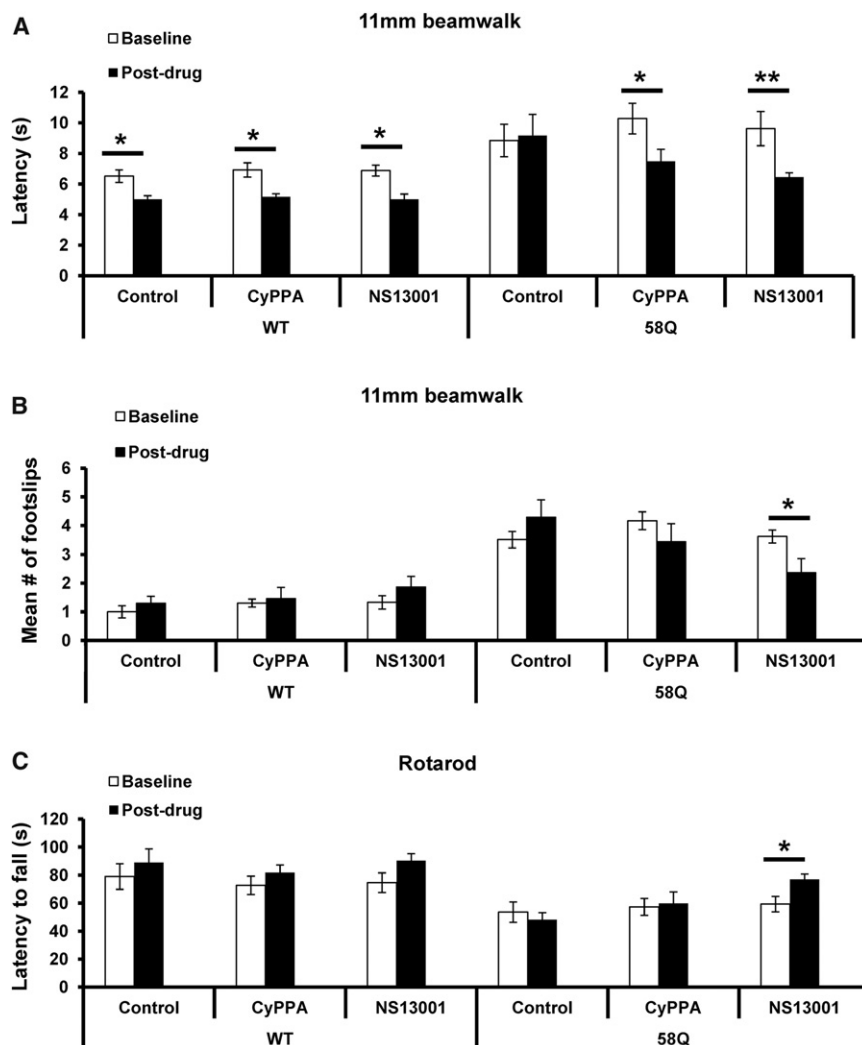 A
11mm beamwalk
Baseline
Post-drug
Latency (s)
12
10
8
6
4
2
0
* * * * **
Control CyPPA NS13001 Control CyPPA NS13001
WT 58Q
B
11mm beamwalk
Baseline
Post-drug
Mean # of footslips
6
5
4
3
2
1
0
*
Control CyPPA NS13001 Control CyPPA NS13001
WT 58Q
C
Rotarod
Baseline
Post-drug
Latency to fall (s)
120
100
80
60
40
20
0
*
Control CyPPA NS13001 Control CyPPA NS13001
WT 58Q